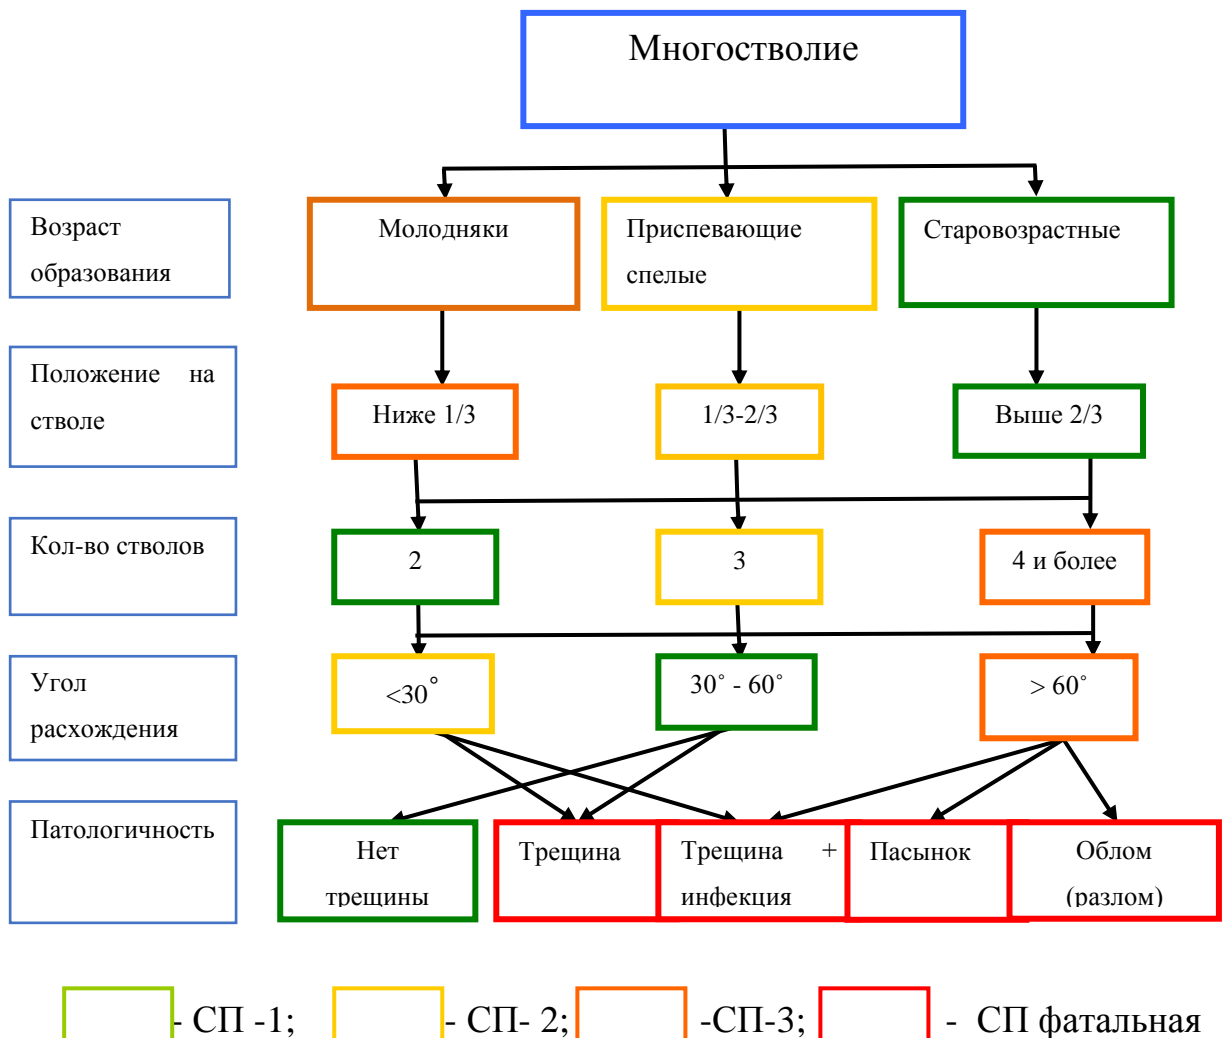 Многостволие
Возраст
образования
Молодняки
Приспевающие
спелые
Старовозрастные
Положение на
стволе
Ниже 1/3
1/3-2/3
Выше 2/3
Кол-во стволов
2
3
4 и более
Угол
расхождения
<30°
30˚ - 60˚
> 60˚
Патологичность
Нет
трещины
Трещина
Трещина +
инфекция
Пасынок
Облом
(разлом)
- СП -1; - СП- 2; -СП-3; - СП фатальная